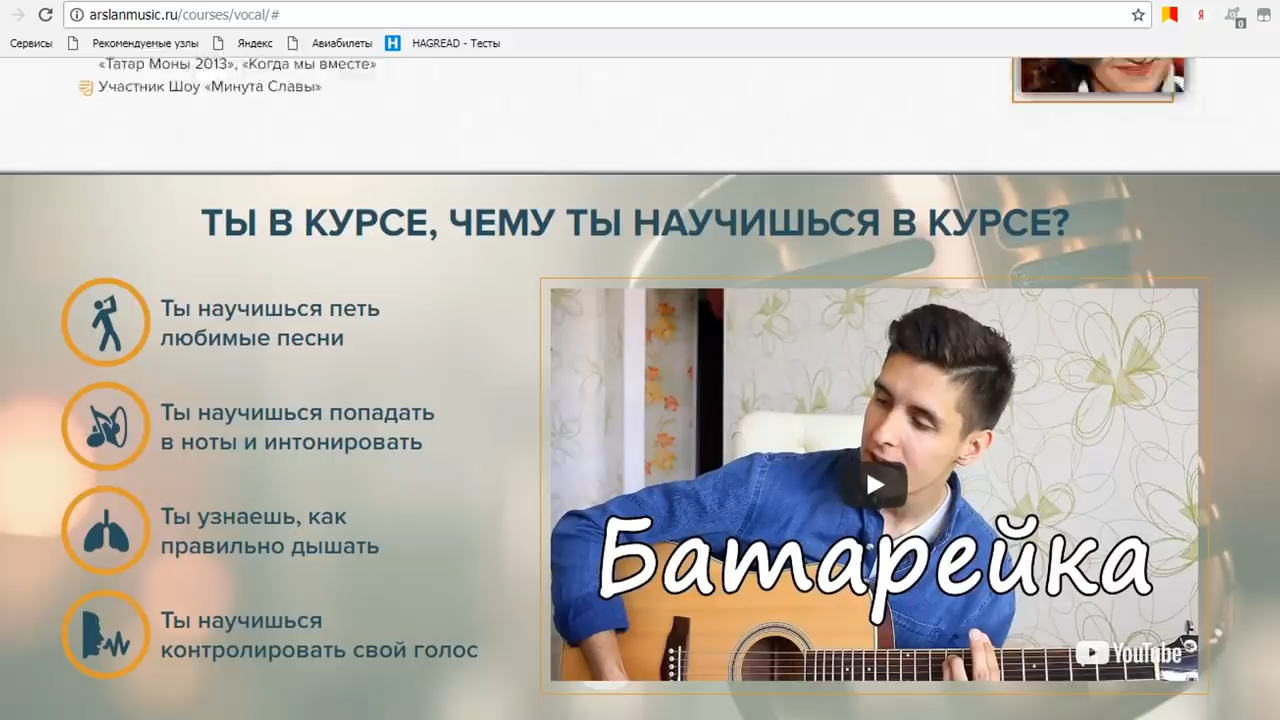 arslanmusic.ru/courses/vocal/#
Я
0
Сервисы Рекомендуемые узлы Яндекс Авиабилеты H HAGREAD - Тесты
«Татар Моны 2013», «Когда мы вместе»
Участник Шоу «Минута Славы»
ТЫ В КУРСЕ, ЧЕМУ ТЫ НАУЧИШЬСЯ В КУРСЕ?
Ты научишься петь
любимые песни
Ты научишься попадать
в ноты и интонировать
Ты узнаешь, как
правильно дышать
Ты научишься
контролировать свой голос
Батарейка
YouTube